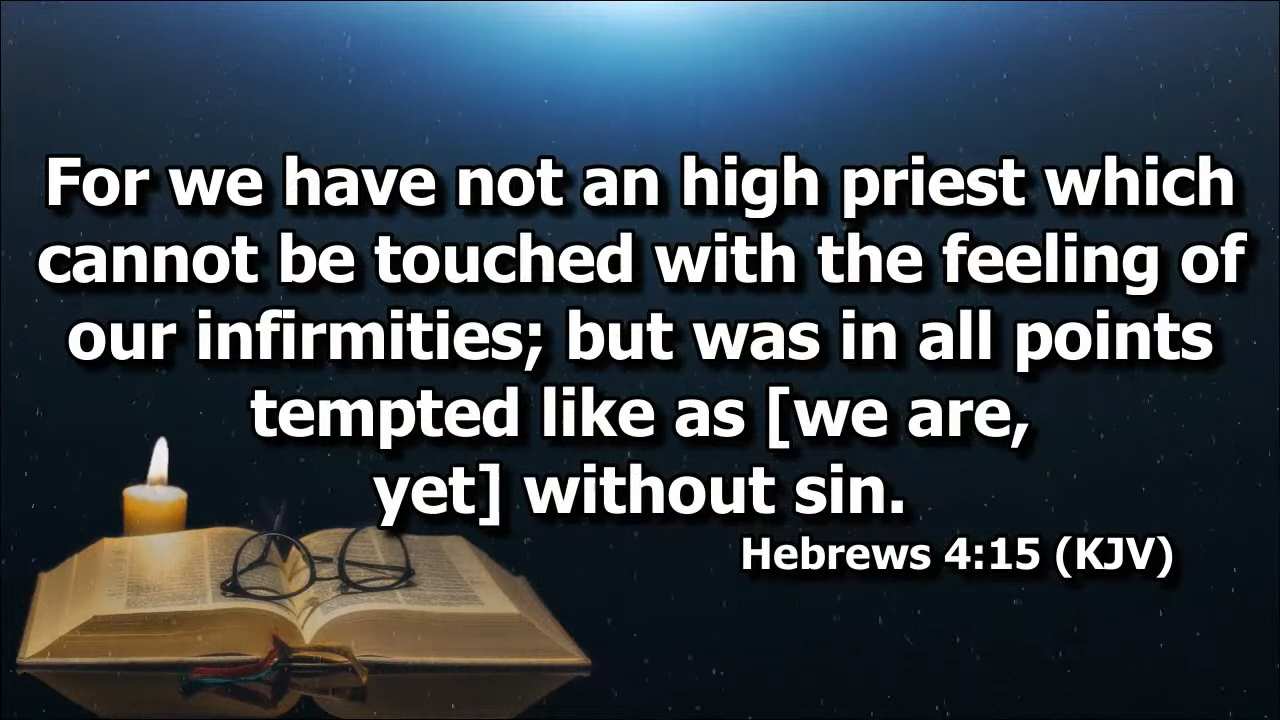 For we have not an high priest which
cannot be touched with the feeling of
our infirmities; but was in all points
tempted like as [we are,
yet] without sin.
Hebrews 4:15 (KJV)